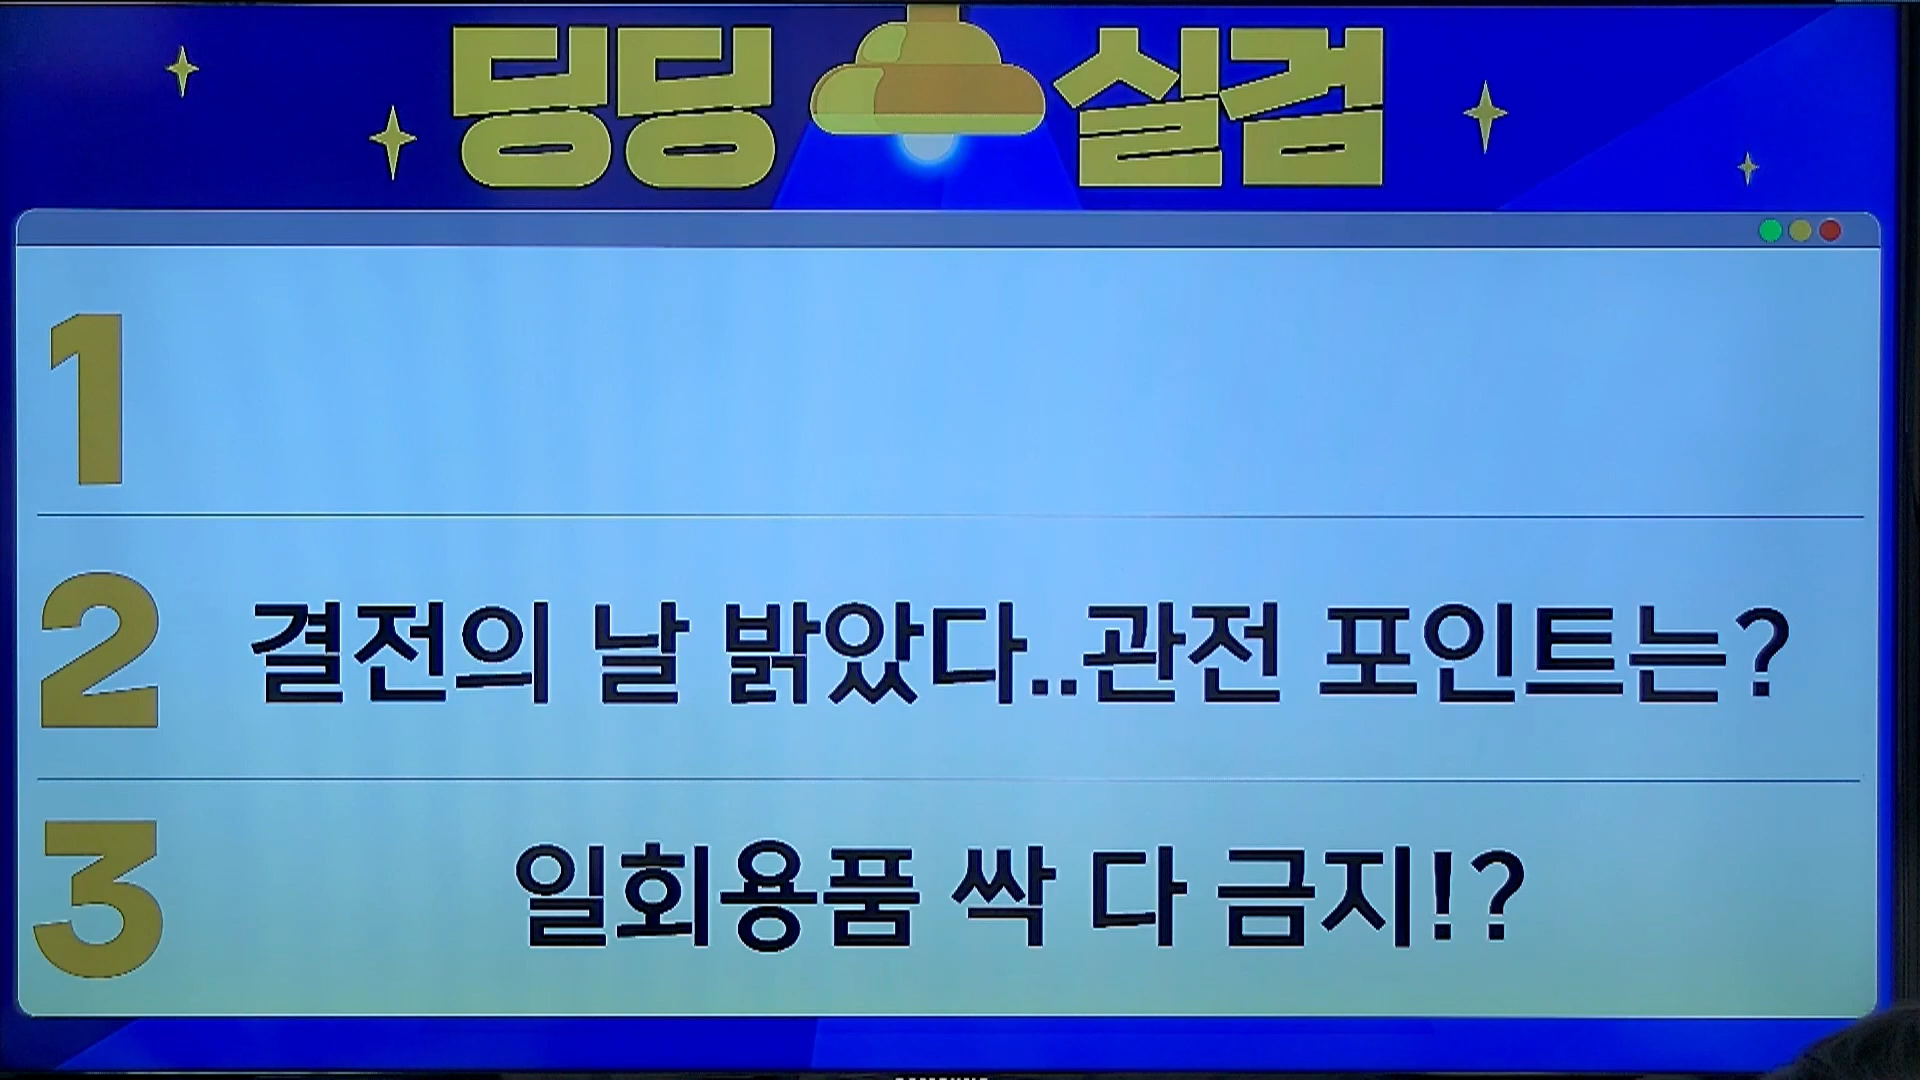 딩딩 실검
1
2 결전의 날 밝았다..관전 포인트는?
3 일회용품 싹 다 금지!?